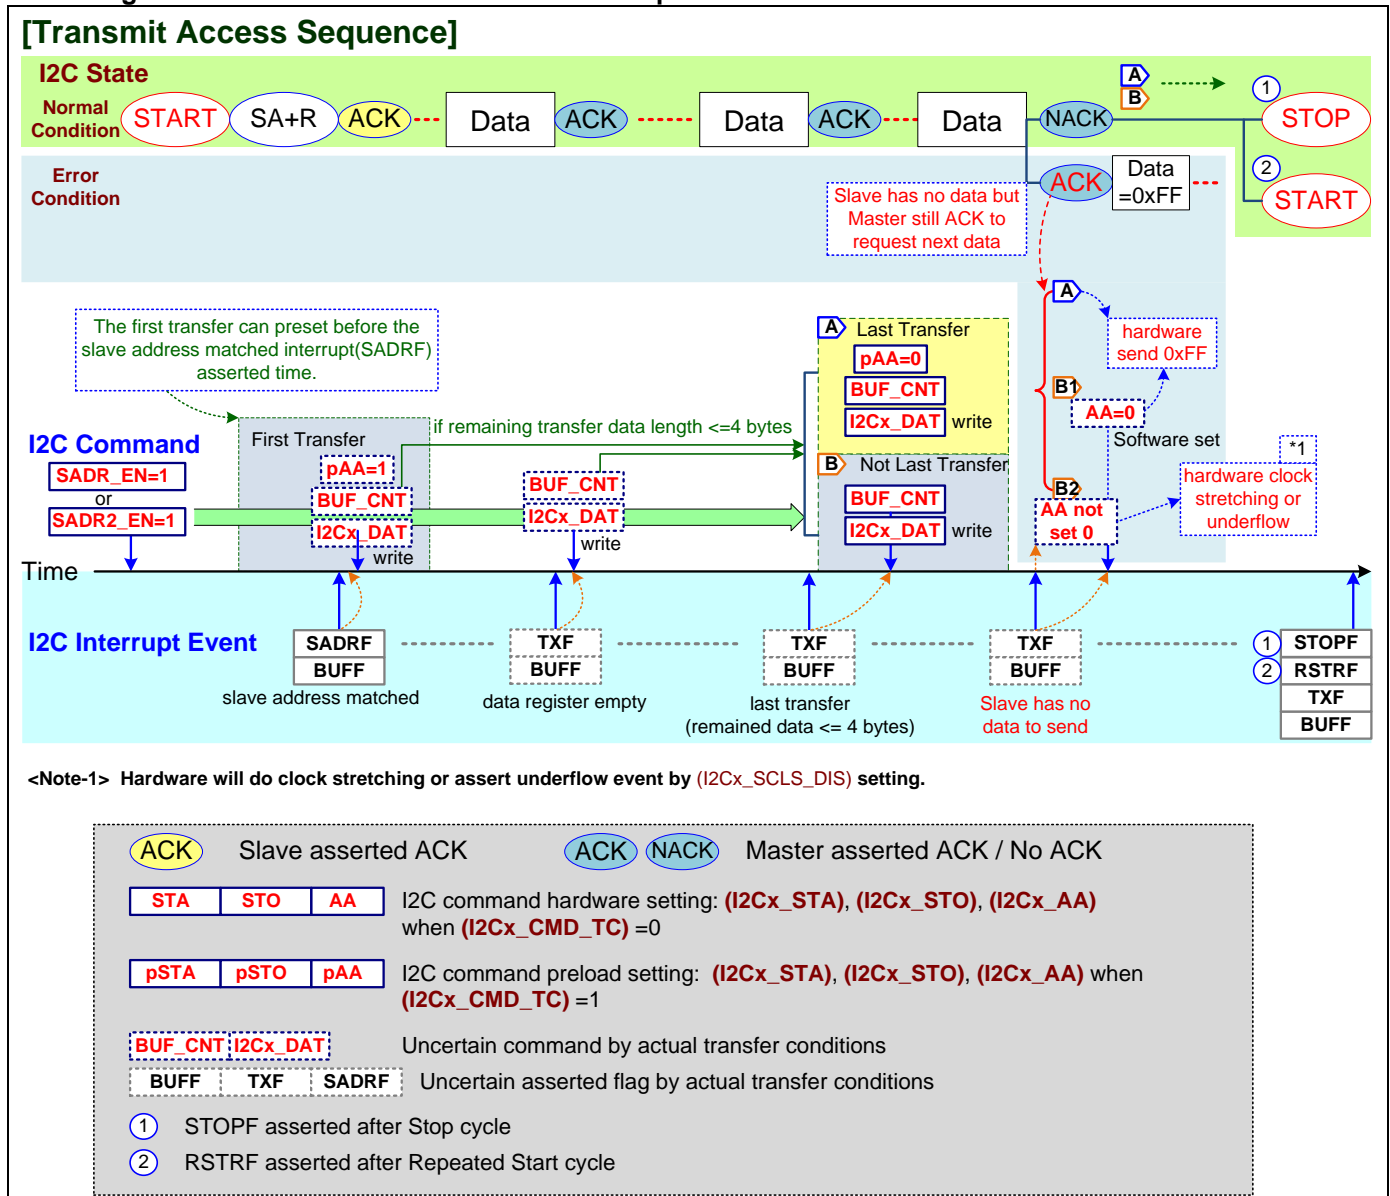 [Transmit Access Sequence]
I2C State
Normal
Condition
START
SA+R
ACK
Data
ACK
Data
ACK
Data
NACK
A
B
1
STOP
2
START
Error
Condition
Slave has no data but
Master still ACK to
request next data
ACK
Data
=0xFF
The first transfer can preset before the
slave address matched interrupt(SADRF)
asserted time.
A
hardware
send 0xFF
B1
AA=0
Software set
B2
AA not
set 0
*1
hardware clock
stretching or
underflow
A Last Transfer
pAA=0
BUF_CNT
I2Cx_DAT write
B Not Last Transfer
BUF_CNT
I2Cx_DAT write
if remaining transfer data length <=4 bytes
I2C Command
SADR_EN=1
or
SADR2_EN=1
First Transfer
pAA=1
BUF_CNT
I2Cx_DAT
write
BUF_CNT
I2Cx_DAT
write
Time
I2C Interrupt Event
SADRF
BUFF
slave address matched
TXF
BUFF
data register empty
TXF
BUFF
last transfer
(remained data <= 4 bytes)
TXF
BUFF
Slave has no
data to send
1 STOPF
2 RSTRF
TXF
BUFF
<Note-1> Hardware will do clock stretching or assert underflow event by (I2Cx_SCLS_DIS) setting.
ACK Slave asserted ACK
ACK NACK Master asserted ACK / No ACK
STA STO AA I2C command hardware setting: (I2Cx_STA), (I2Cx_STO), (I2Cx_AA)
when (I2Cx_CMD_TC) =0
pSTA pSTO pAA I2C command preload setting: (I2Cx_STA), (I2Cx_STO), (I2Cx_AA) when
(I2Cx_CMD_TC) =1
BUF_CNT I2Cx_DAT Uncertain command by actual transfer conditions
BUFF TXF SADRF Uncertain asserted flag by actual transfer conditions
1 STOPF asserted after Stop cycle
2 RSTRF asserted after Repeated Start cycle